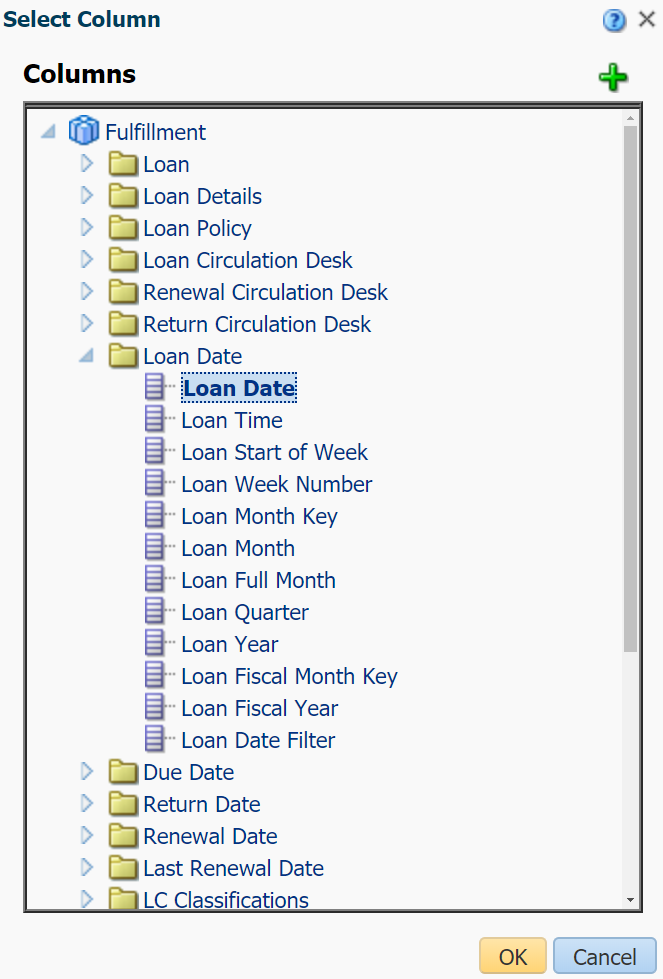 Select Column
?
Columns
Fulfillment
Loan
Loan Details
Loan Policy
Loan Circulation Desk
Renewal Circulation Desk
Return Circulation Desk
Loan Date
Loan Date
Loan Time
Loan Start of Week
Loan Week Number
Loan Month Key
Loan Month
Loan Full Month
Loan Quarter
Loan Year
Loan Fiscal Month Key
Loan Fiscal Year
Loan Date Filter
Due Date
Return Date
Renewal Date
Last Renewal Date
LC Classifications
OK Cancel